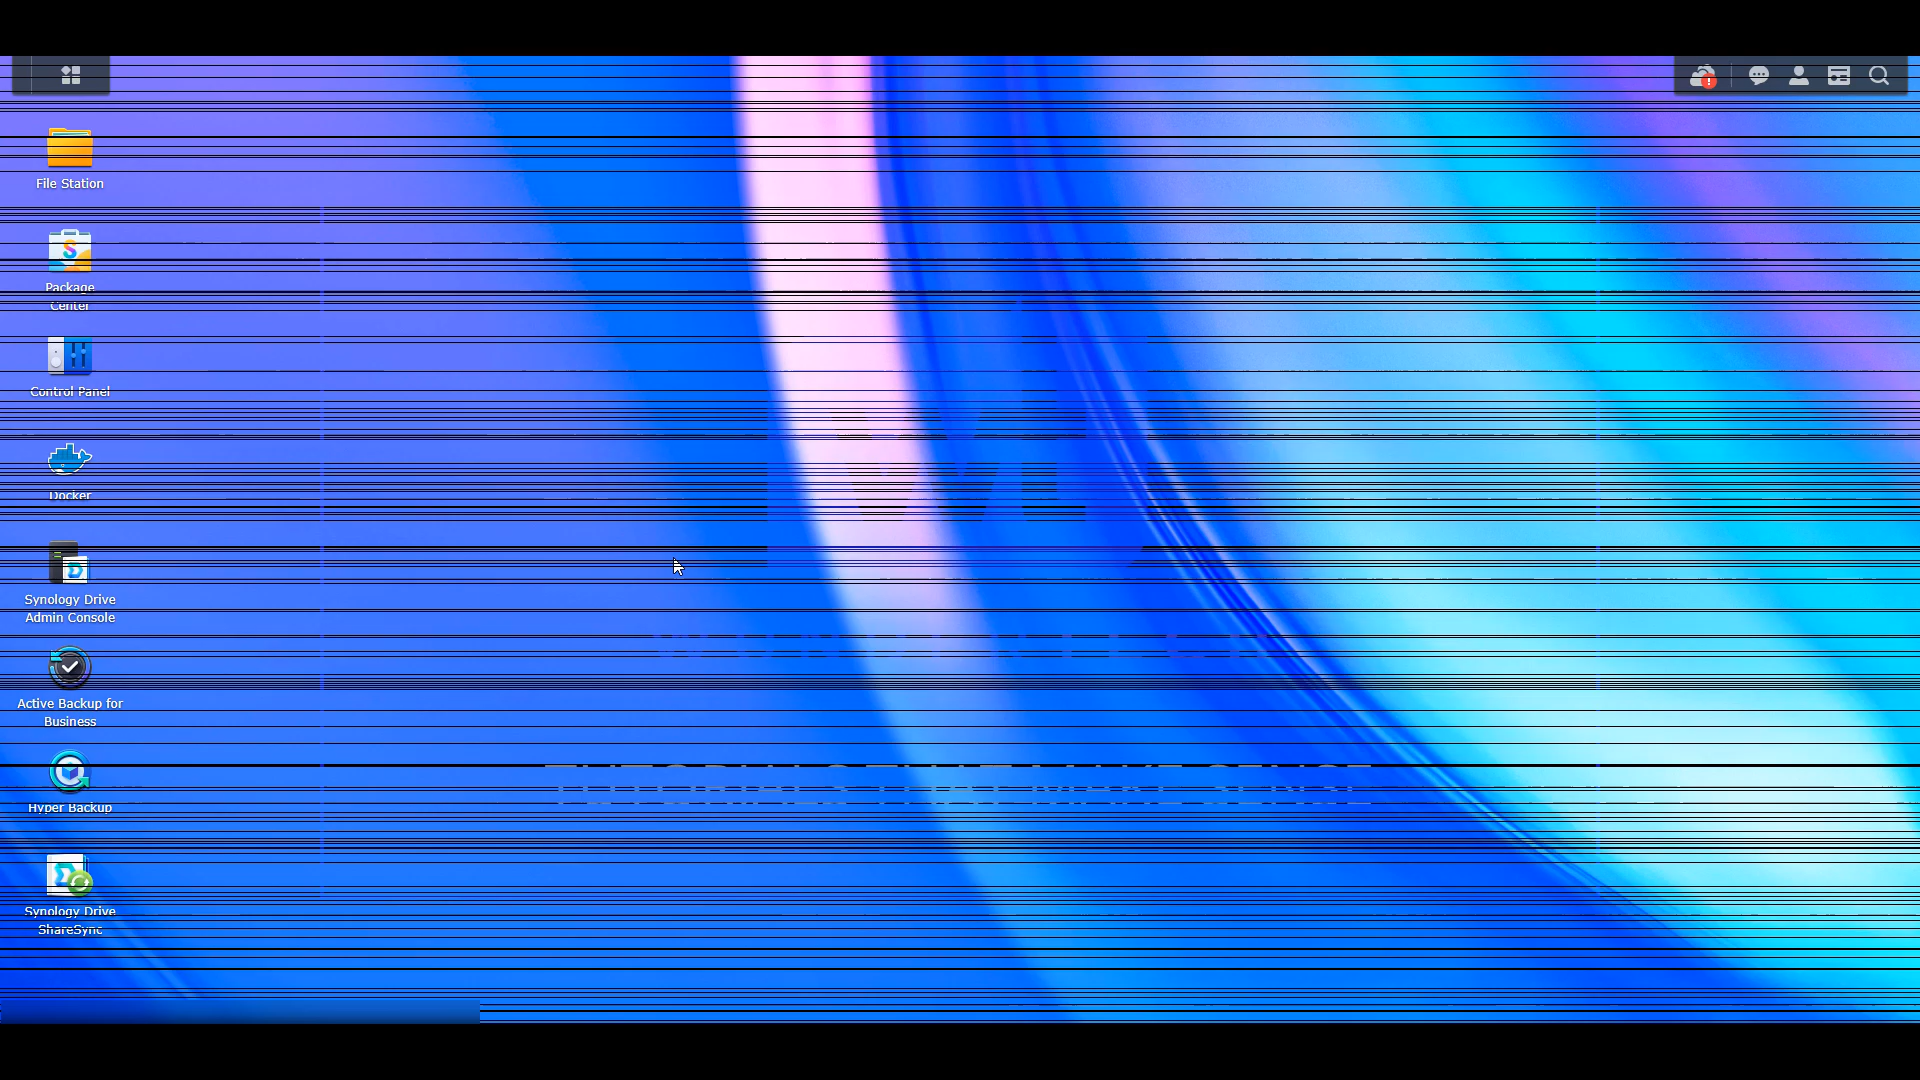 File Station
Package
Center
Control Panel
Docker
Synology Drive
Admin Console
Active Backup for
Business
Hyper Backup
Synology Drive
ShareSync